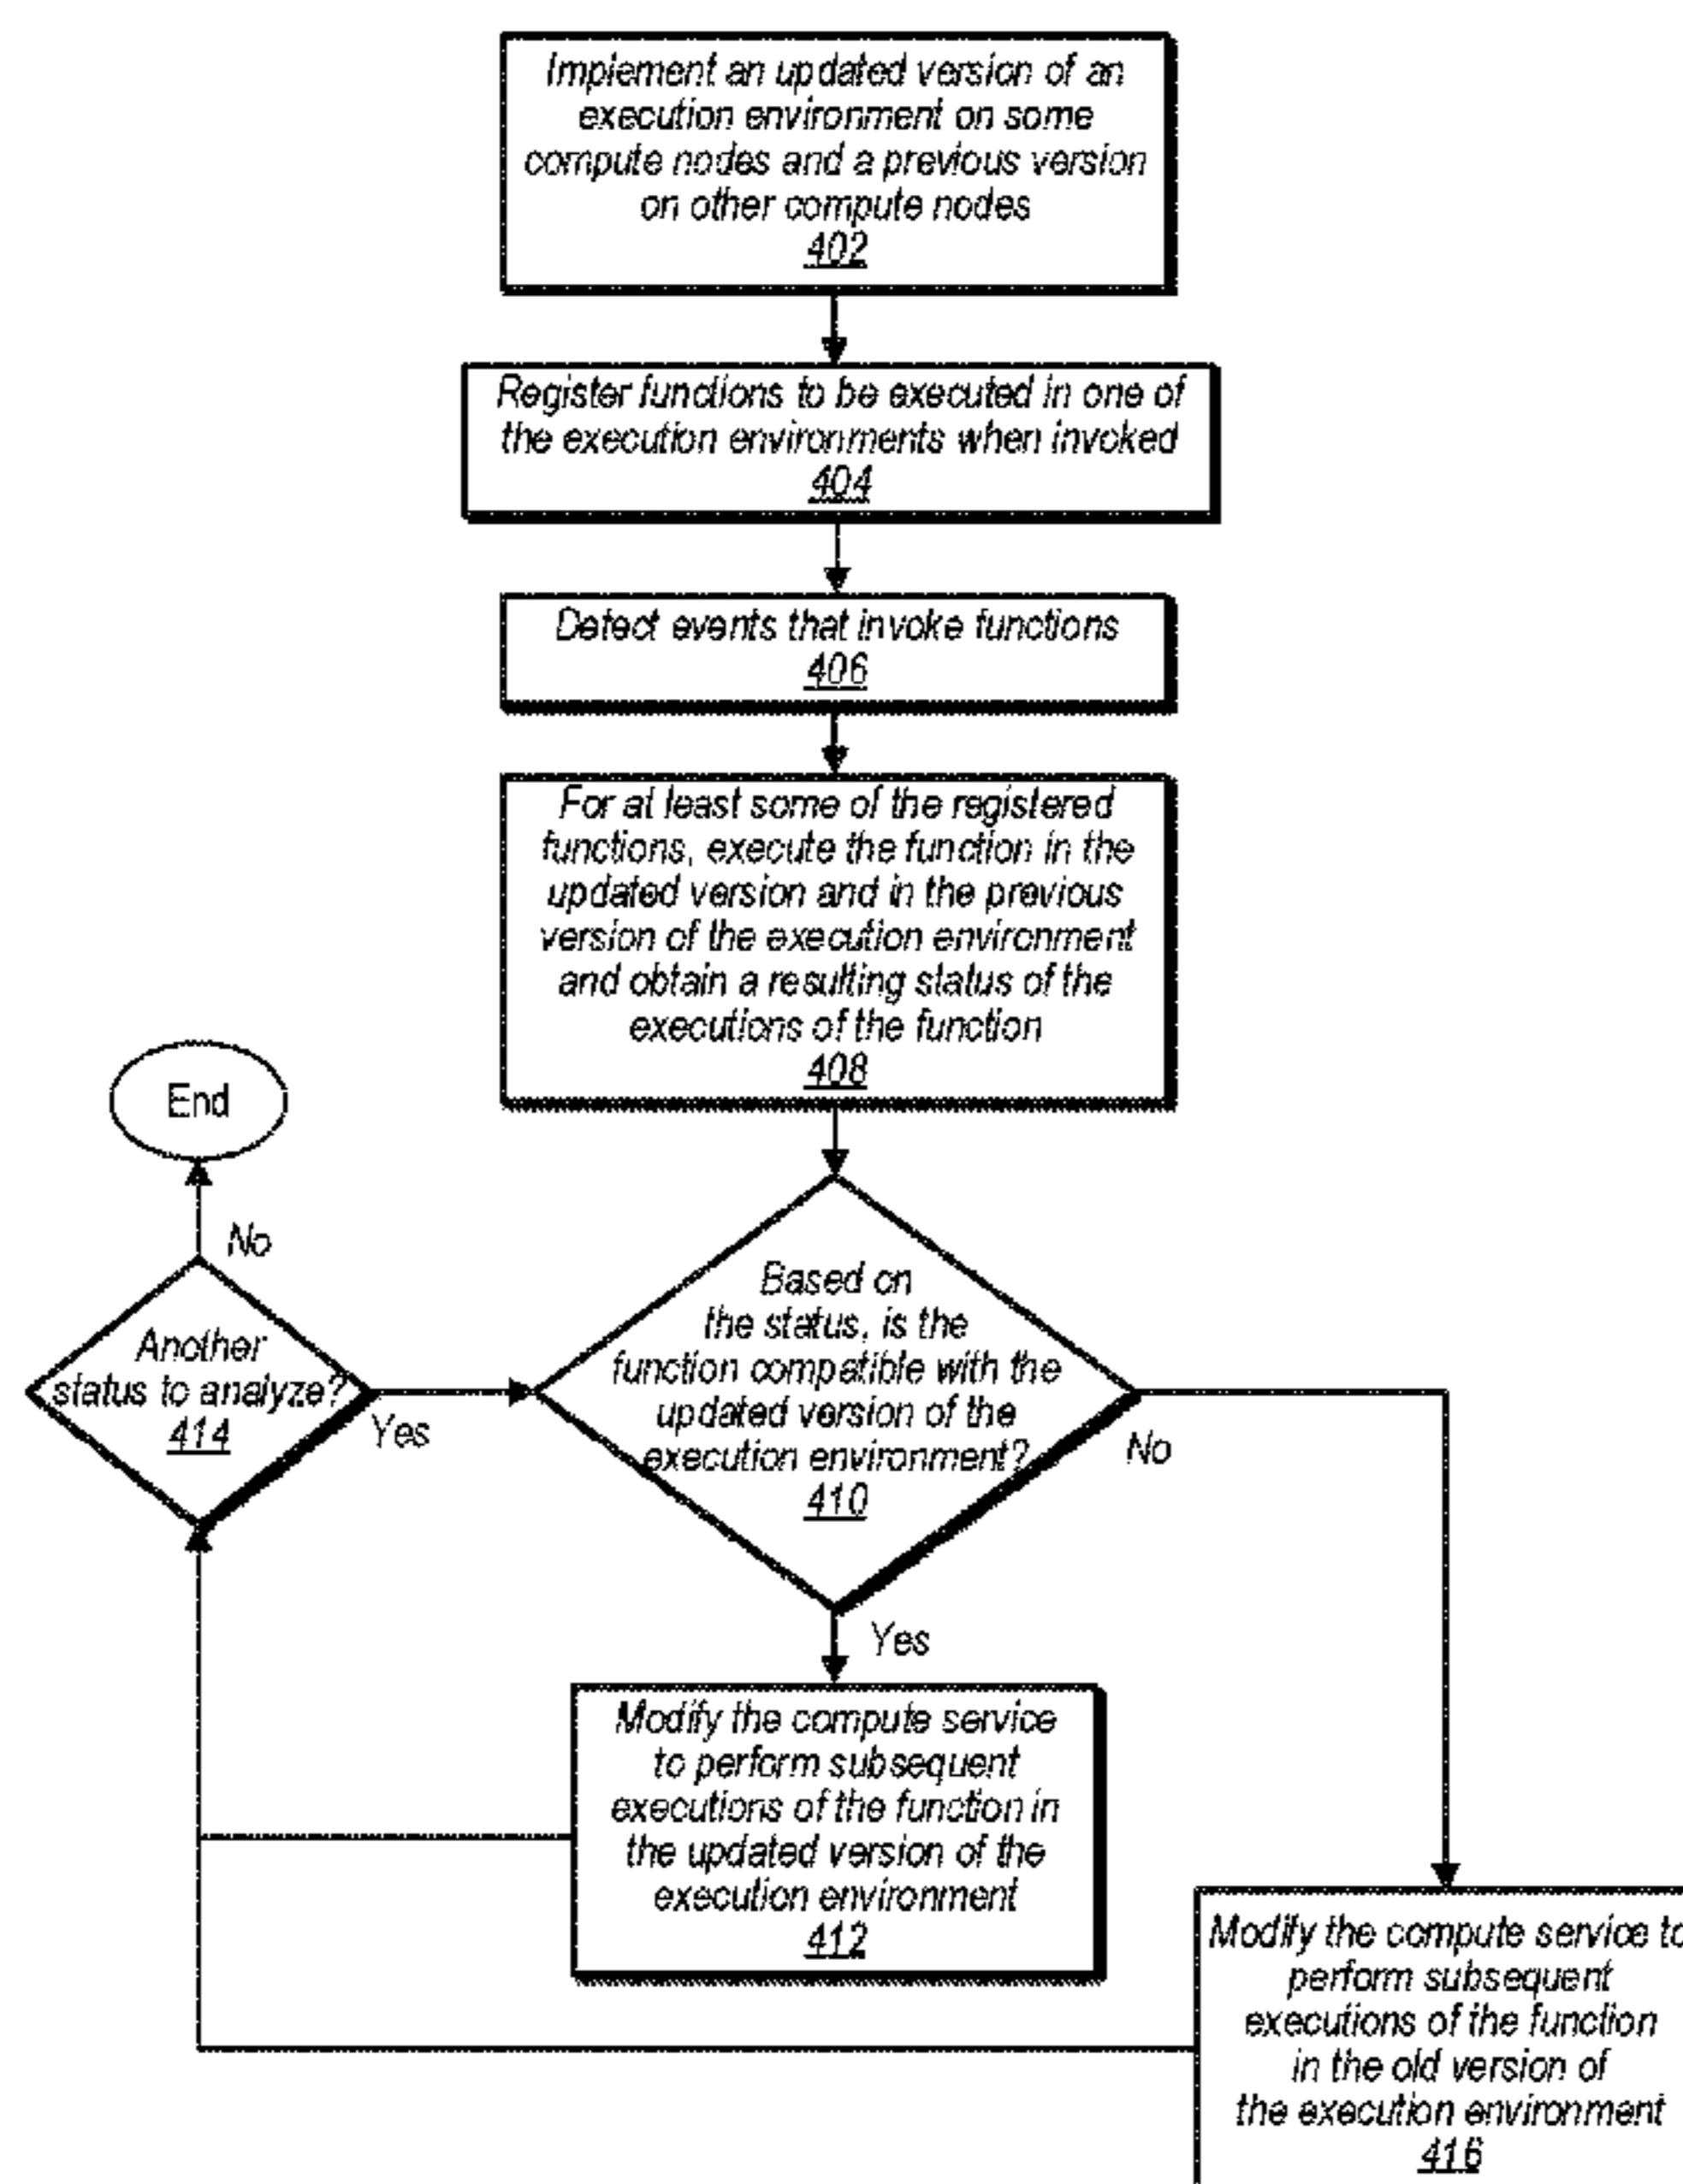 Implement an updated version of an
execution environment on some
compute nodes and a previous version
on other compute nodes
402
Register functions to be executed in one of
the execution environments when invoked
404
Detect events that invoke functions
406
For at least some of the registered
functions, execute the function in the
updated version and in the previous
version of the execution environment
and obtain a resulting status of the
executions of the function
408
End
No
Another
status to analyze?
414
Yes
Based on
the status, is the
function compatible with the
updated version of the
execution environment?
410
No
Yes
Modify the compute service
to perform subsequent
executions of the function in
the updated version of the
execution environment
412
Modify the compute service to
perform subsequent
executions of the function
in the old version of
the execution environment
416